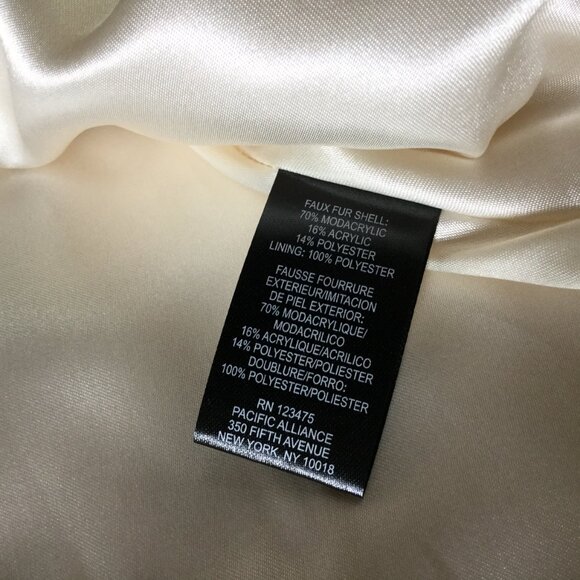 FAUX FUR SHELL:
70% MODACRYLIC
16% ACRYLIC
14% POLYESTER
LINING: 100% POLYESTER
FAUSSE FOURRURE
EXTERIEUR/IMITACION
DE PIEL EXTERIOR:
70% MODACRYLIQUE/
MODACRILICO
16% ACRYLIQUE/ACRILICO
14% POLYESTER/POLIESTER
DOUBLURE/FORRO:
100% POLYESTER/POLIESTER
RN 123475
PACIFIC ALLIANCE
350 FIFTH AVENUE
NEW YORK, NY 10018